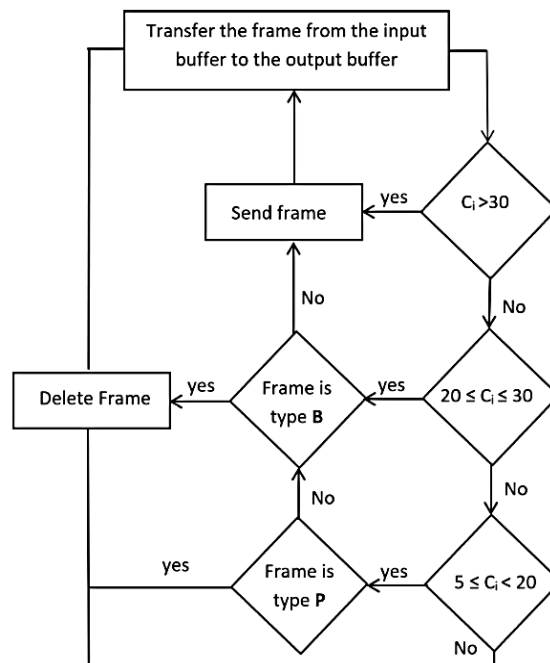 Transfer the frame from the input
buffer to the output buffer
yes
Cᵢ >30
Send frame
No
No
Delete Frame
yes
Frame is
type B
yes
20 ≤ Cᵢ ≤ 30
No
No
yes
Frame is
type P
yes
5 ≤ Cᵢ < 20
No